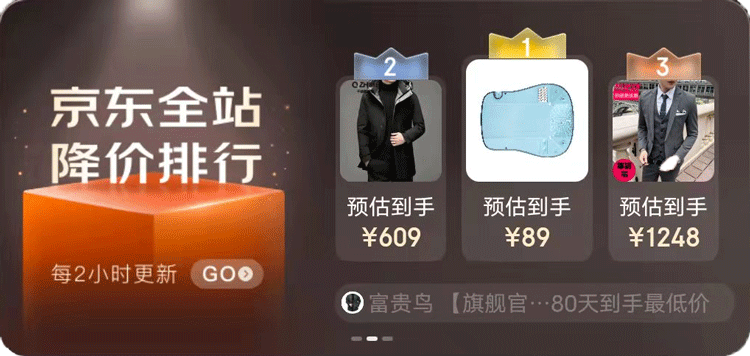 京东全站
降价排行
每2小时更新 GO
2
预估到手
¥609
1
预估到手
¥89
3
预估到手
¥1248
富贵鸟 【旗舰官…80天到手最低价